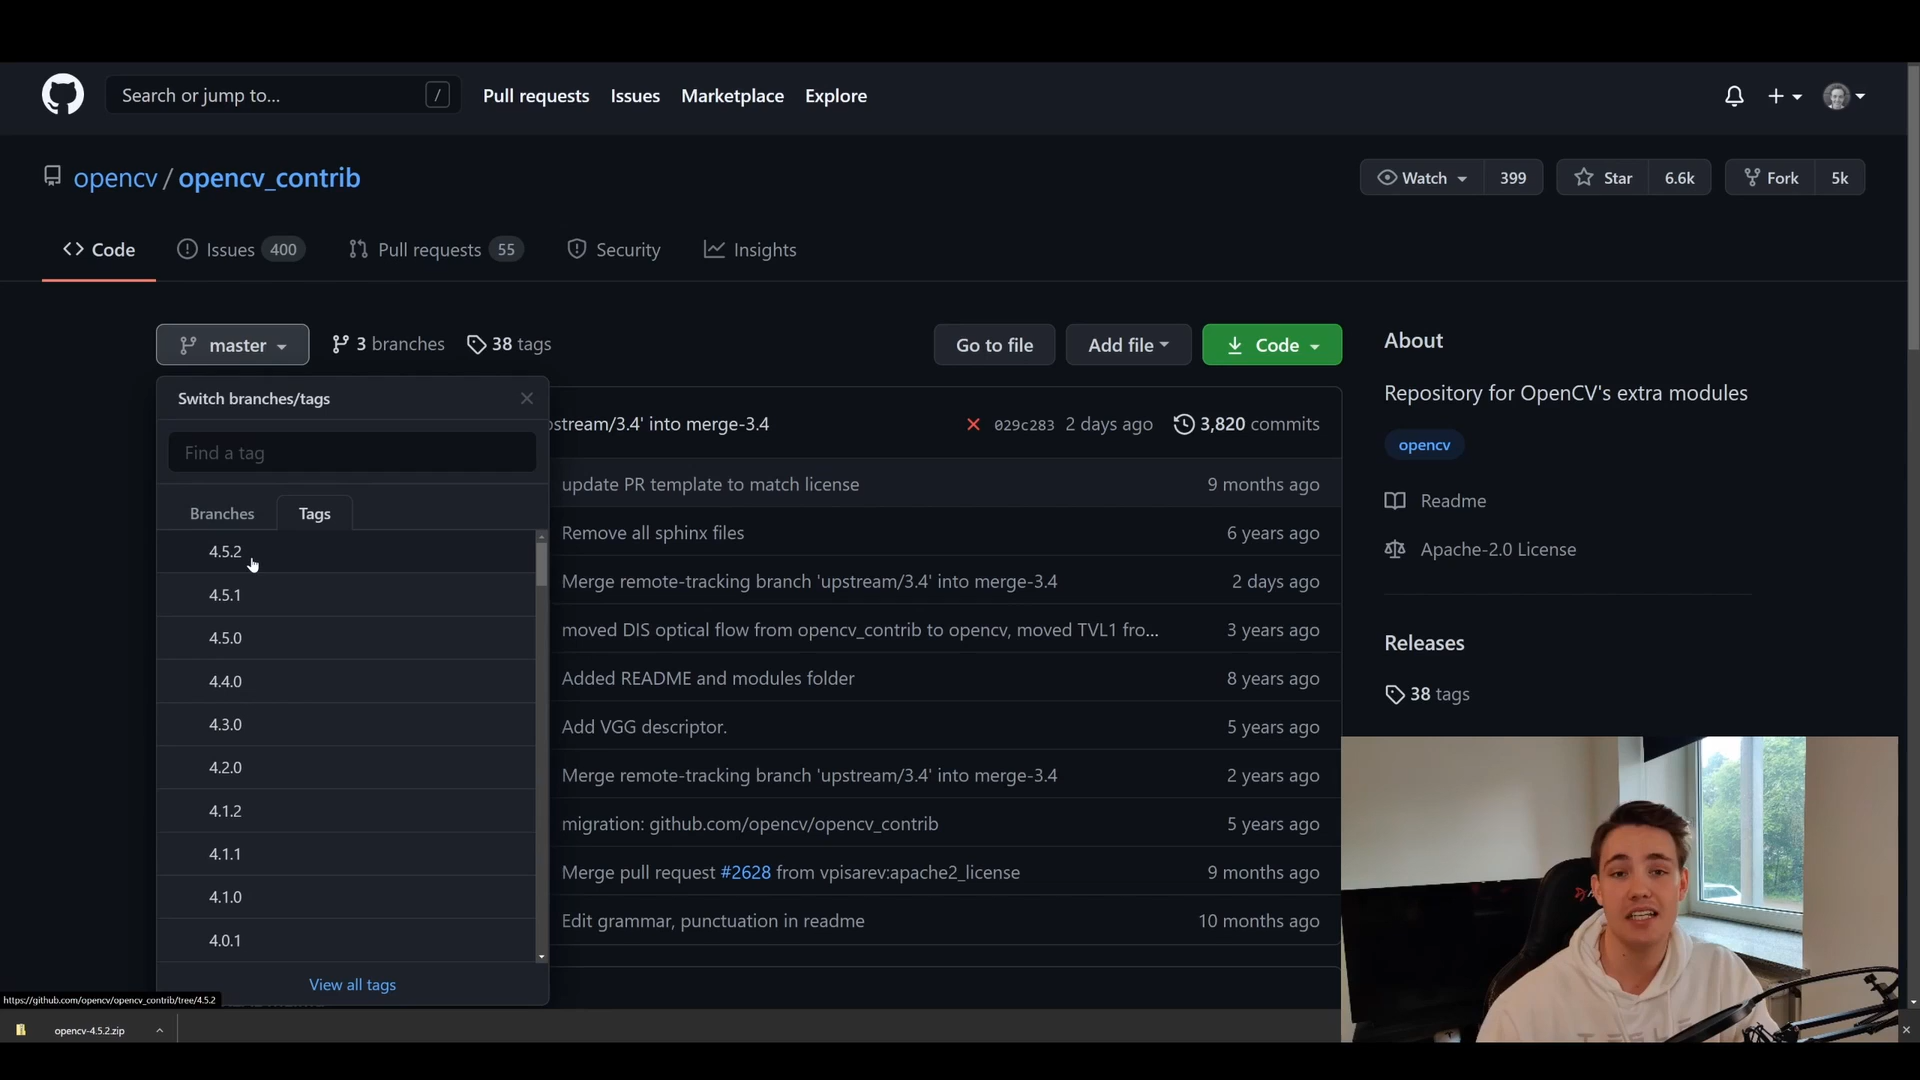 Search or jump to... /
Pull requests Issues Marketplace Explore
opencv / opencv_contrib
Watch 399 Star 6.6k Fork 5k
Code Issues 400 Pull requests 55 Security Insights
master 3 branches 38 tags Go to file Add file Code
Switch branches/tags
Find a tag
Branches Tags
4.5.2
4.5.1
4.5.0
4.4.0
4.3.0
4.2.0
4.1.2
4.1.1
4.1.0
4.0.1
View all tags
stream/3.4' into merge-3.4 029c283 2 days ago 3,820 commits
update PR template to match license 9 months ago
Remove all sphinx files 6 years ago
Merge remote-tracking branch 'upstream/3.4' into merge-3.4 2 days ago
moved DIS optical flow from opencv_contrib to opencv, moved TVL1 fro... 3 years ago
Added README and modules folder 8 years ago
Add VGG descriptor. 5 years ago
Merge remote-tracking branch 'upstream/3.4' into merge-3.4 2 years ago
migration: github.com/opencv/opencv_contrib 5 years ago
Merge pull request #2628 from vpisarev:apache2_license 9 months ago
Edit grammar, punctuation in readme 10 months ago
About
Repository for OpenCV's extra modules
opencv
Readme
Apache-2.0 License
Releases
38 tags
https://github.com/opencv/opencv_contrib/tree/4.5.2
opencv-4.5.2.zip